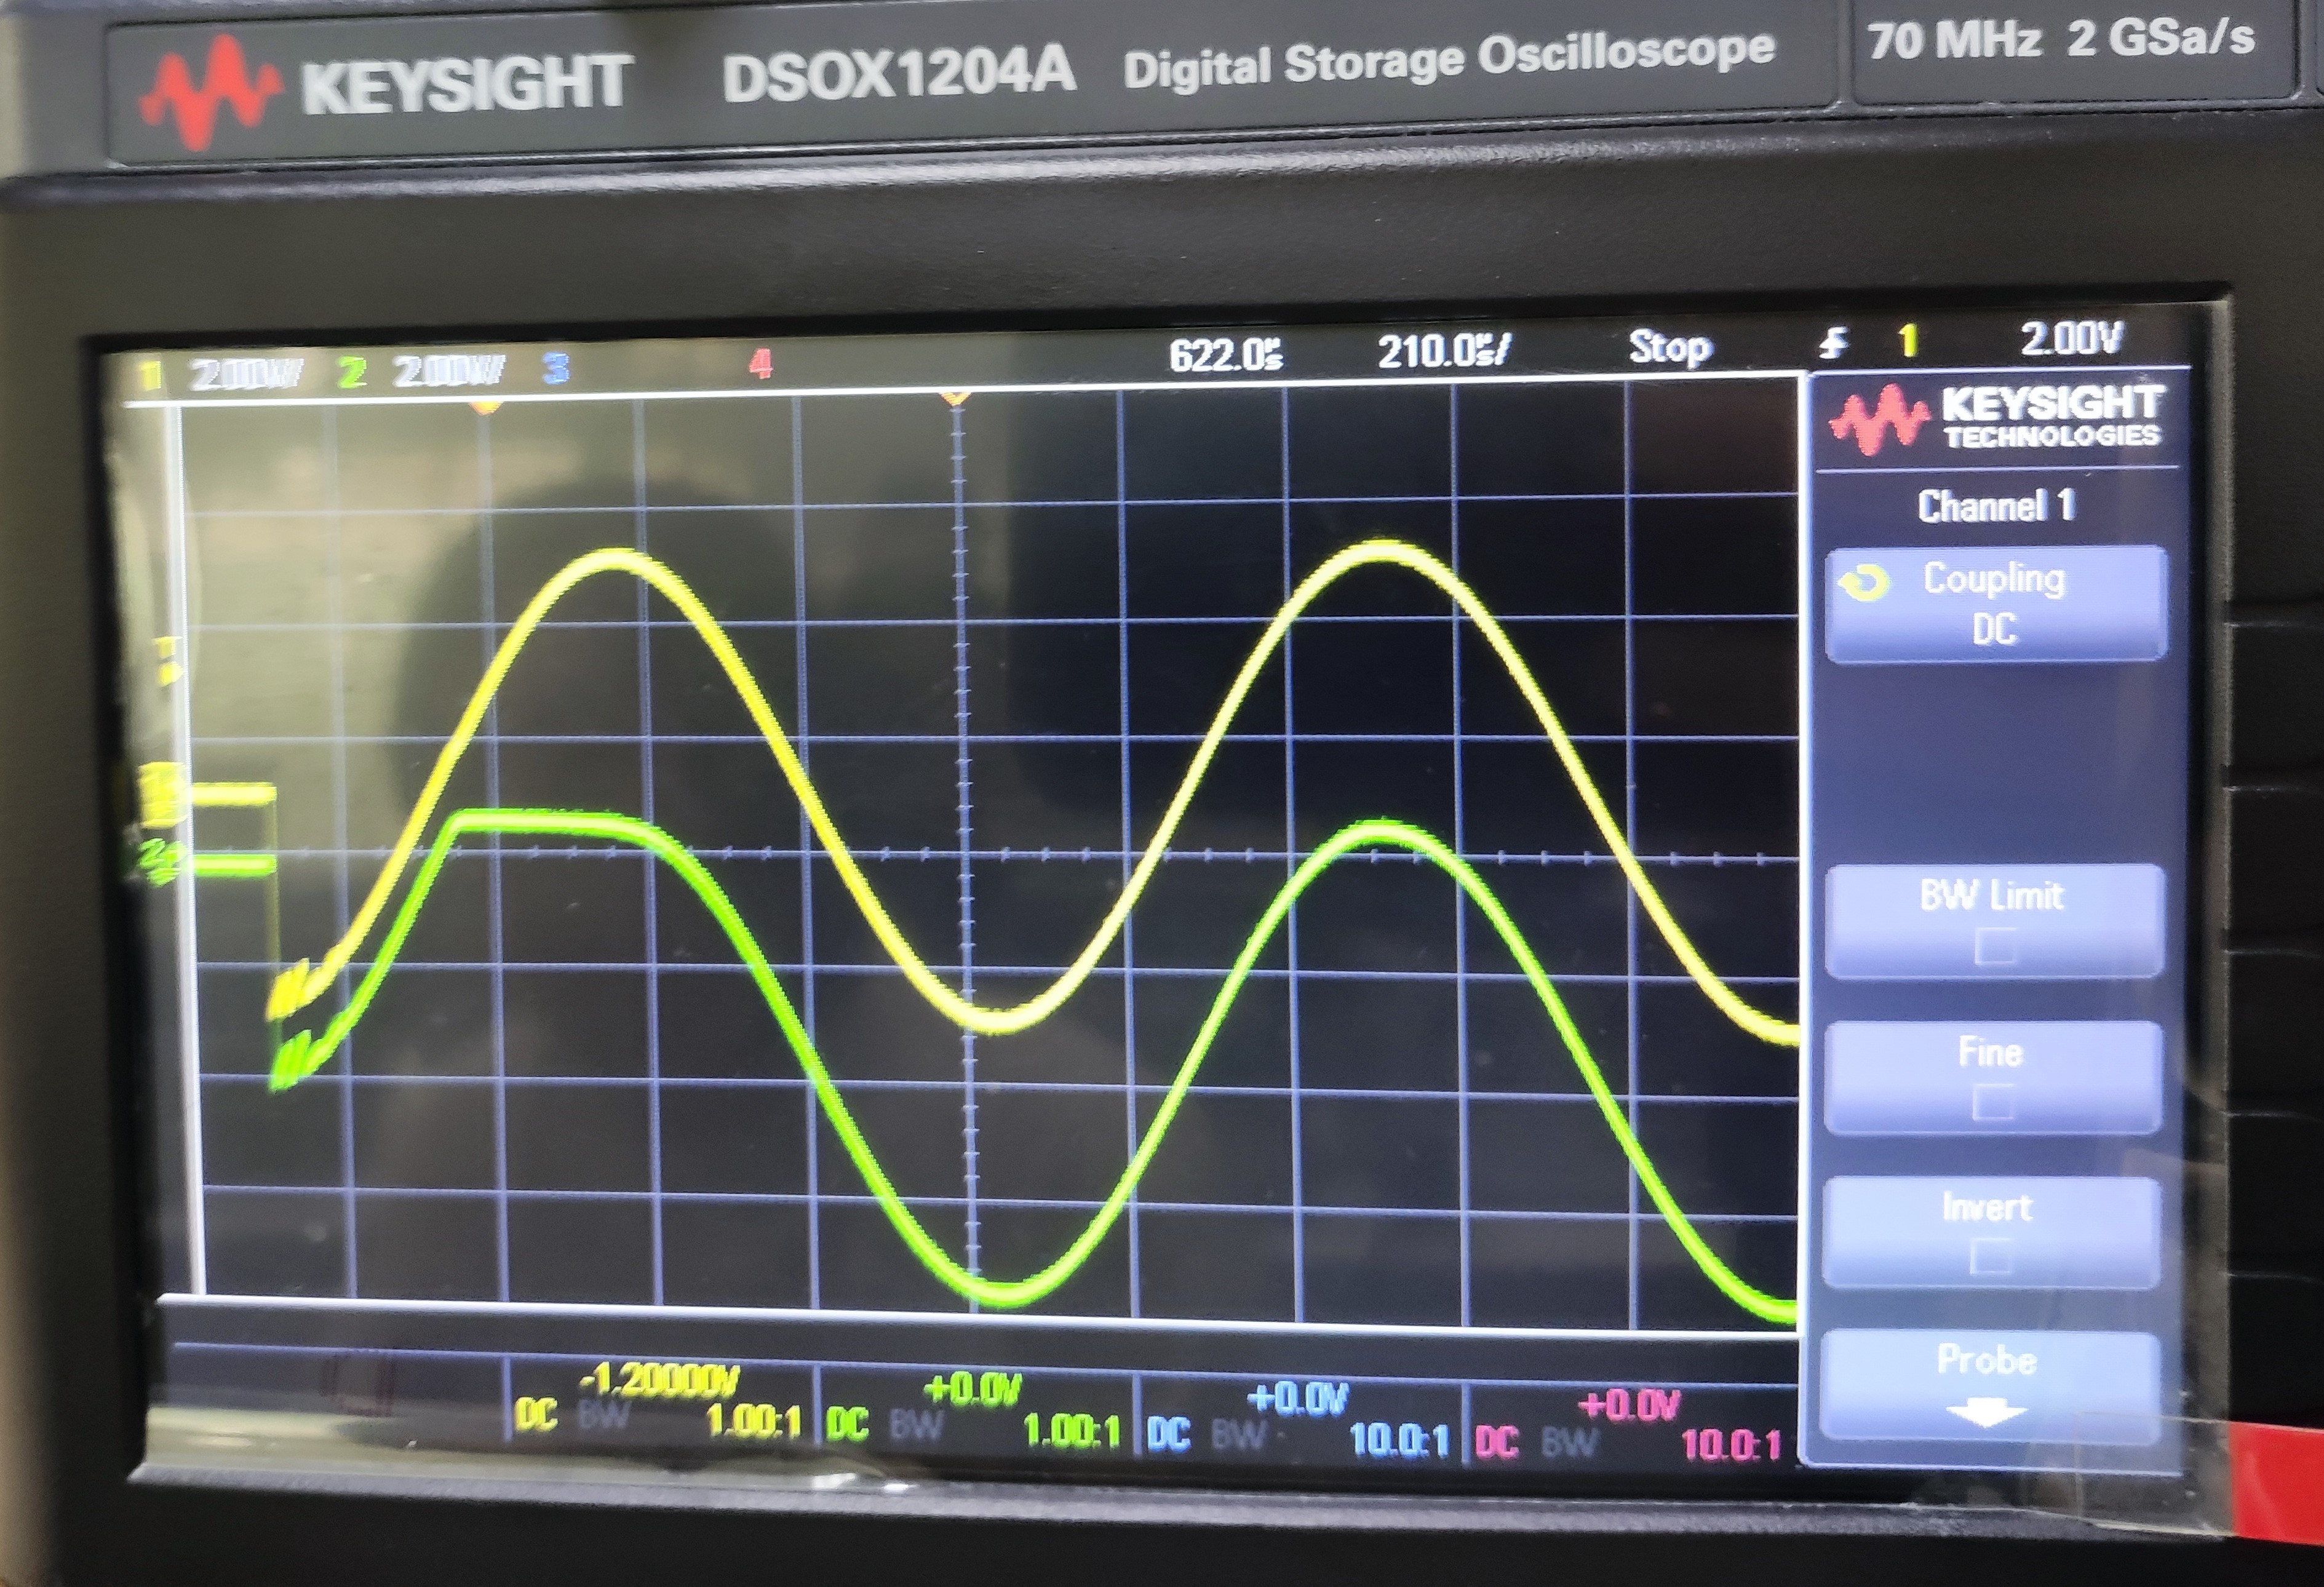 KEYSIGHT DSOX1204A Digital Storage Oscilloscope 70 MHz 2 GSa/s
1 2.00V/ 2 2.00V/ 3 4 622.0µs 210.0µs/ Stop 1 2.00V
KEYSIGHT
TECHNOLOGIES
Channel 1
Coupling
DC
T
2
BW Limit
Fine
Invert
Probe
-1.20000V +0.0V +0.0V +0.0V
DC BW 1.00:1 DC BW 1.00:1 DC BW 10.0:1 DC BW 10.0:1